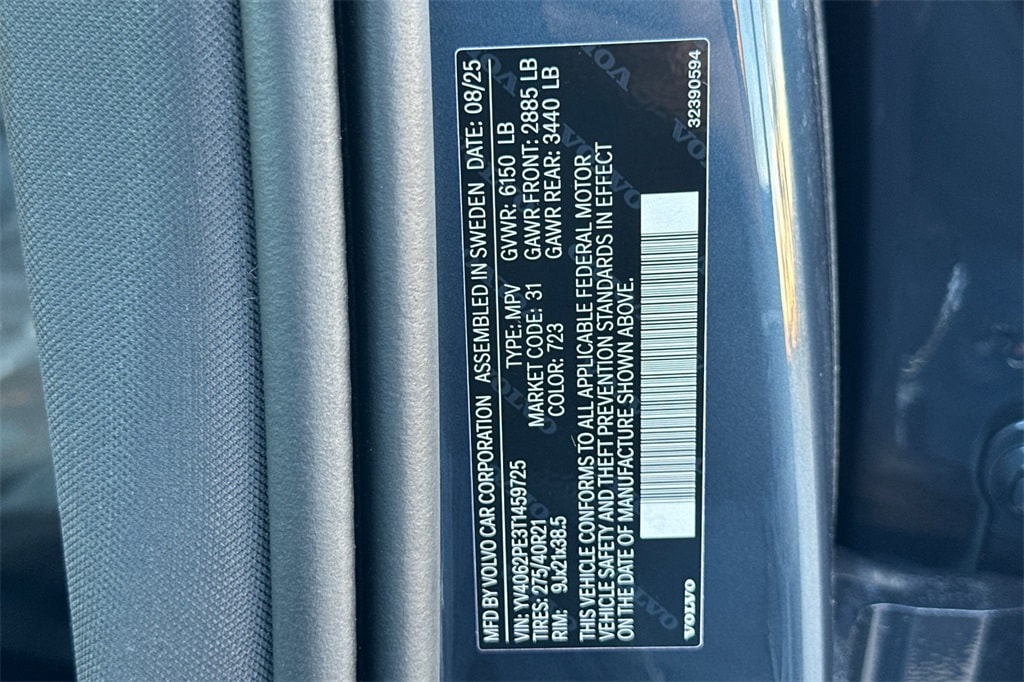 MFD BY VOLVO CAR CORPORATION ASSEMBLED IN SWEDEN DATE: 08/25
VIN: YV4062PE3T1459725 TYPE: MPV GVWR: 6150 LB
TIRES: 275/40R21 MARKET CODE: 31 GAWR FRONT: 2885 LB
RIM: 9Jx21x38.5 COLOR: 723 GAWR REAR: 3440 LB
THIS VEHICLE CONFORMS TO ALL APPLICABLE FEDERAL MOTOR
VEHICLE SAFETY AND THEFT PREVENTION STANDARDS IN EFFECT
ON THE DATE OF MANUFACTURE SHOWN ABOVE.
VOLVO 32390594